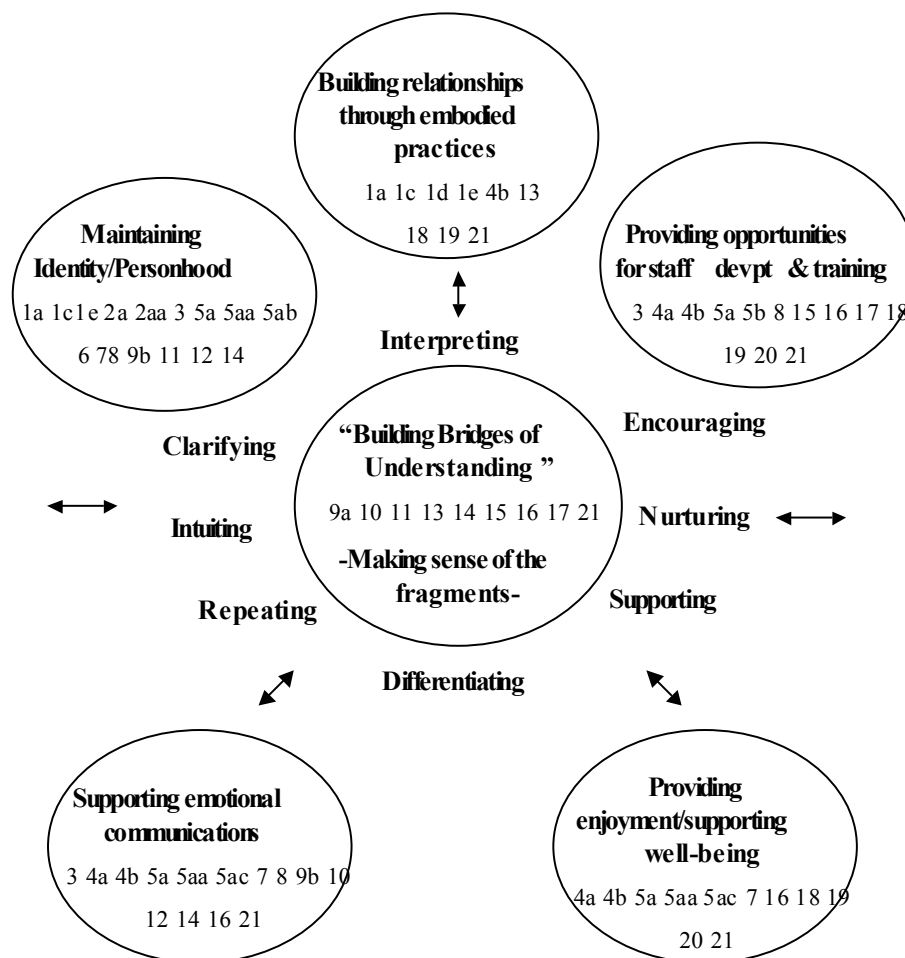 Building relationships
through embodied
practices
1a 1c 1d 1e 4b 13
18 19 21
Maintaining
Identity/Personhood
1a 1c1e 2a 2aa 3 5a 5aa 5ab
6 78 9b 11 12 14
Providing opportunities
for staff devpt & training
3 4a 4b 5a 5b 8 15 16 17 18
19 20 21
Interpreting
Clarifying
Encouraging
“Building Bridges of
Understanding ”
9a 10 11 13 14 15 16 17 21
-Making sense of the
fragments-
Intuiting
Nurturing
Repeating
Supporting
Differentiating
Supporting emotional
communications
3 4a 4b 5a 5aa 5ac 7 8 9b 10
12 14 16 21
Providing
enjoyment/supporting
well-being
4a 4b 5a 5aa 5ac 7 16 18 19
20 21